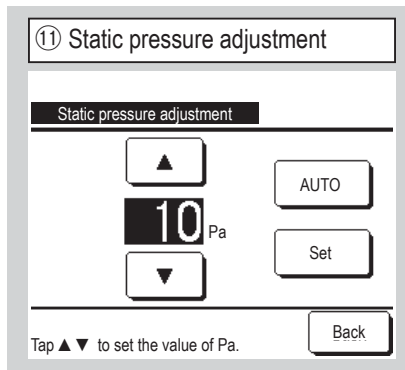 ⑪ Static pressure adjustment
Static pressure adjustment
▲
AUTO
10 Pa
Set
▼
Back
Tap ▲ ▼ to set the value of Pa.